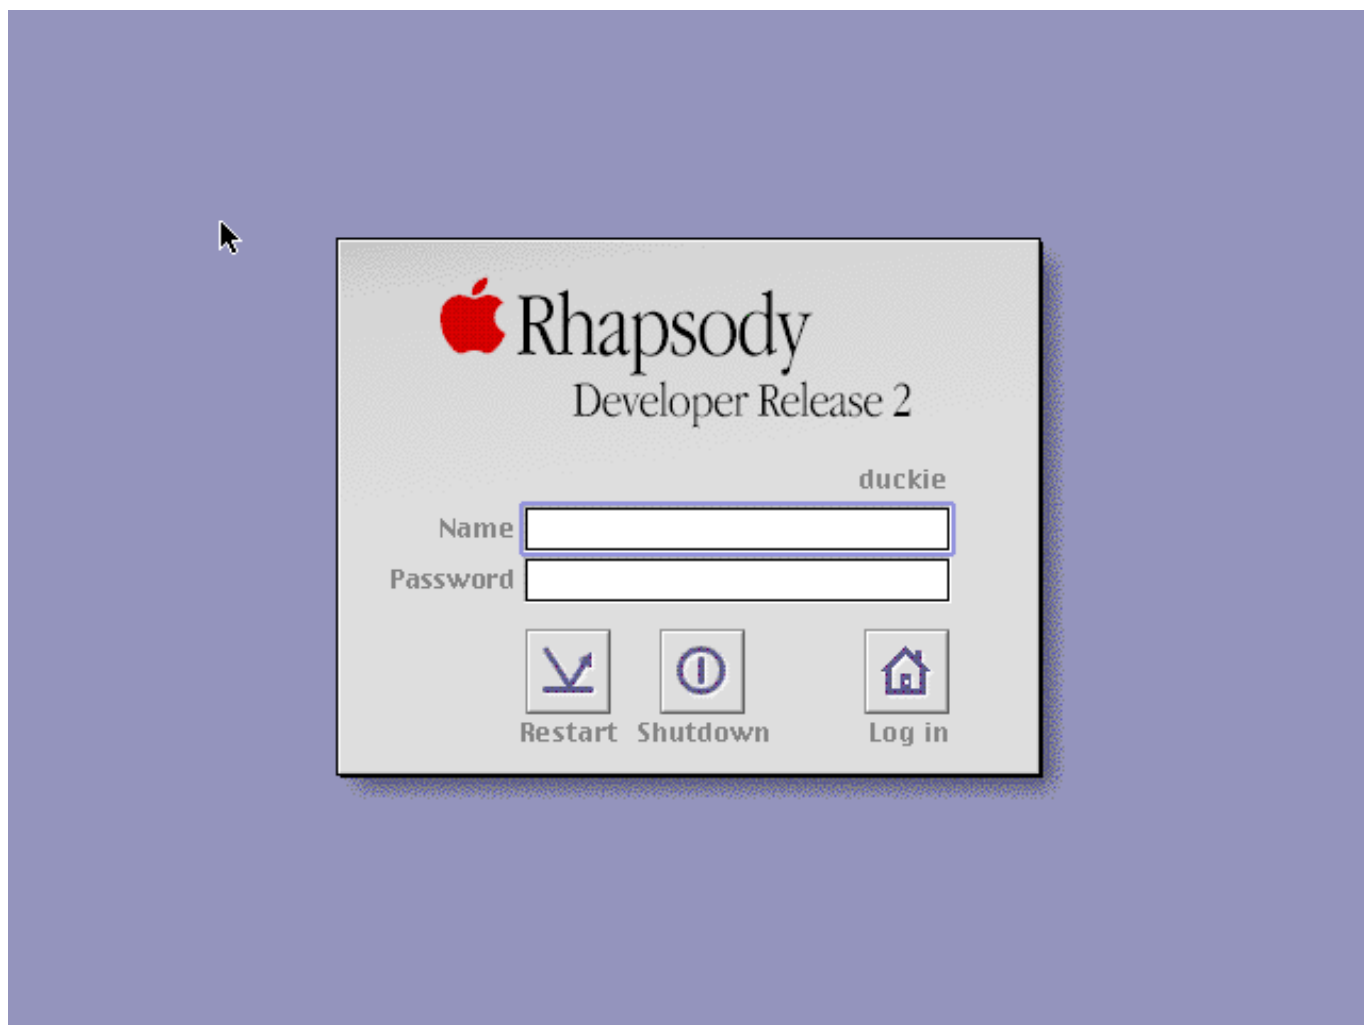 Rhapsody
Developer Release 2
duckie
Name
Password
Restart Shutdown Log in